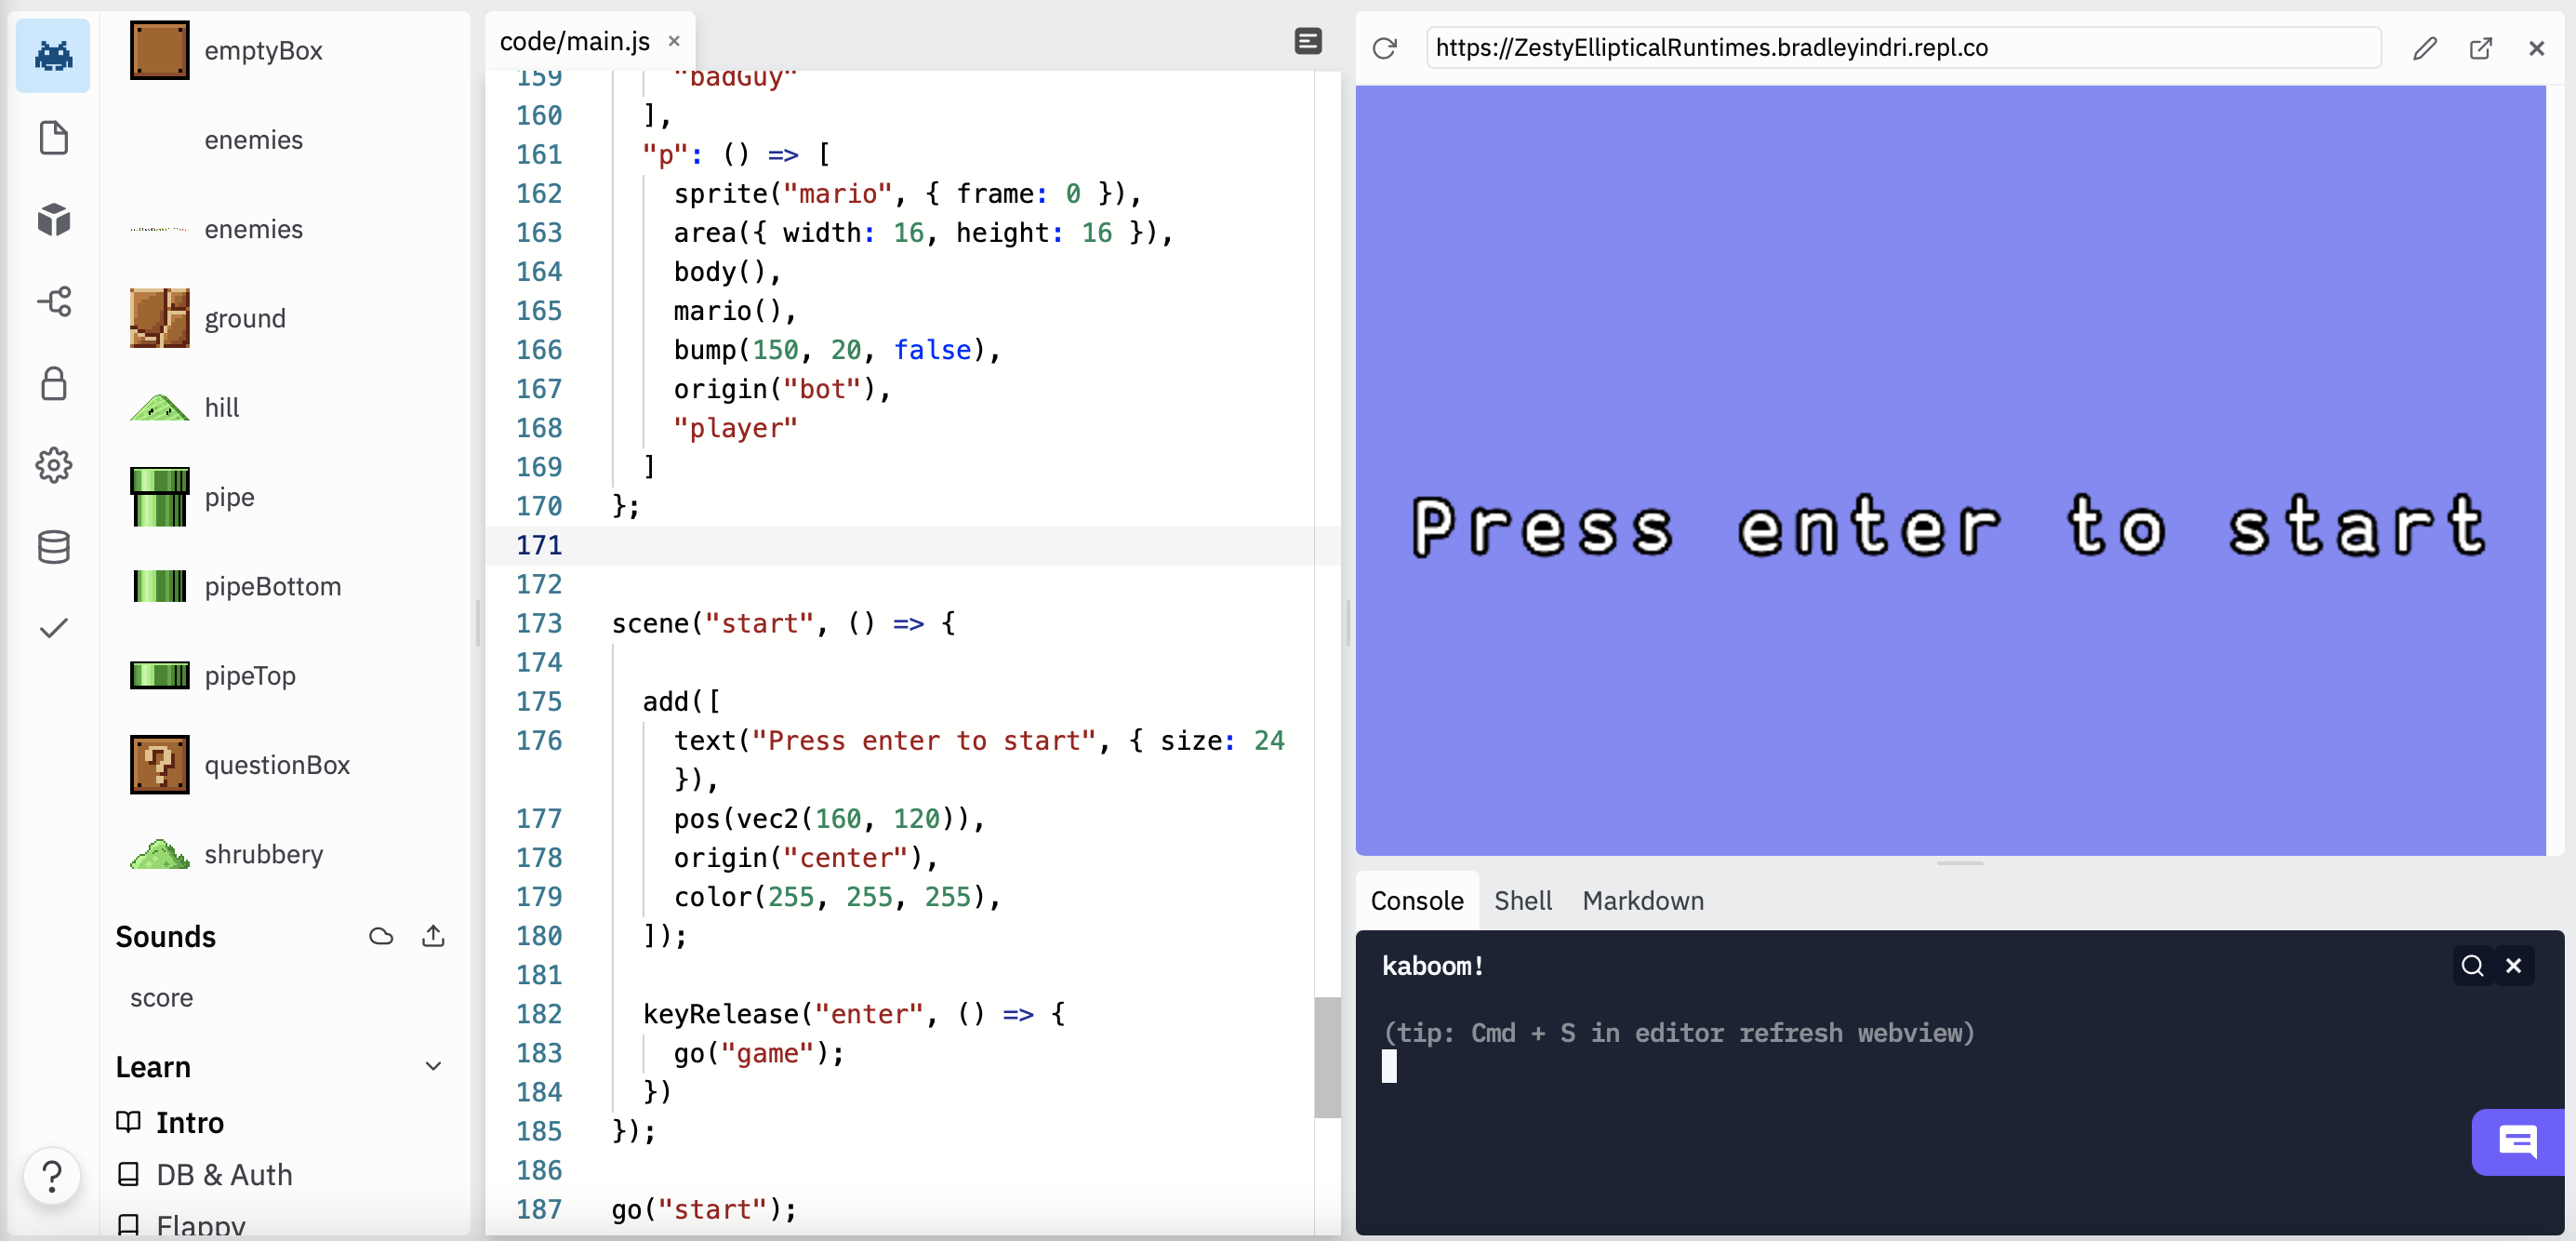 emptyBox
enemies
enemies
ground
hill
pipe
pipeBottom
pipeTop
questionBox
shrubbery
Sounds
score
Learn
Intro
DB & Auth
Flappy
?
code/main.js ×
159 "badGuy"
160 ],
161 "p": () => [
162 sprite("mario", { frame: 0 }),
163 area({ width: 16, height: 16 }),
164 body(),
165 mario(),
166 bump(150, 20, false),
167 origin("bot"),
168 "player"
169 ]
170 };
171
172
173 scene("start", () => {
174
175 add([
176 text("Press enter to start", { size: 24
}),
177 pos(vec2(160, 120)),
178 origin("center"),
179 color(255, 255, 255),
180 ]);
181
182 keyRelease("enter", () => {
183 go("game");
184 })
185 });
186
187 go("start");
https://ZestyEllipticalRuntimes.bradleyindri.repl.co
Press enter to start
Console Shell Markdown
kaboom!
(tip: Cmd + S in editor refresh webview)